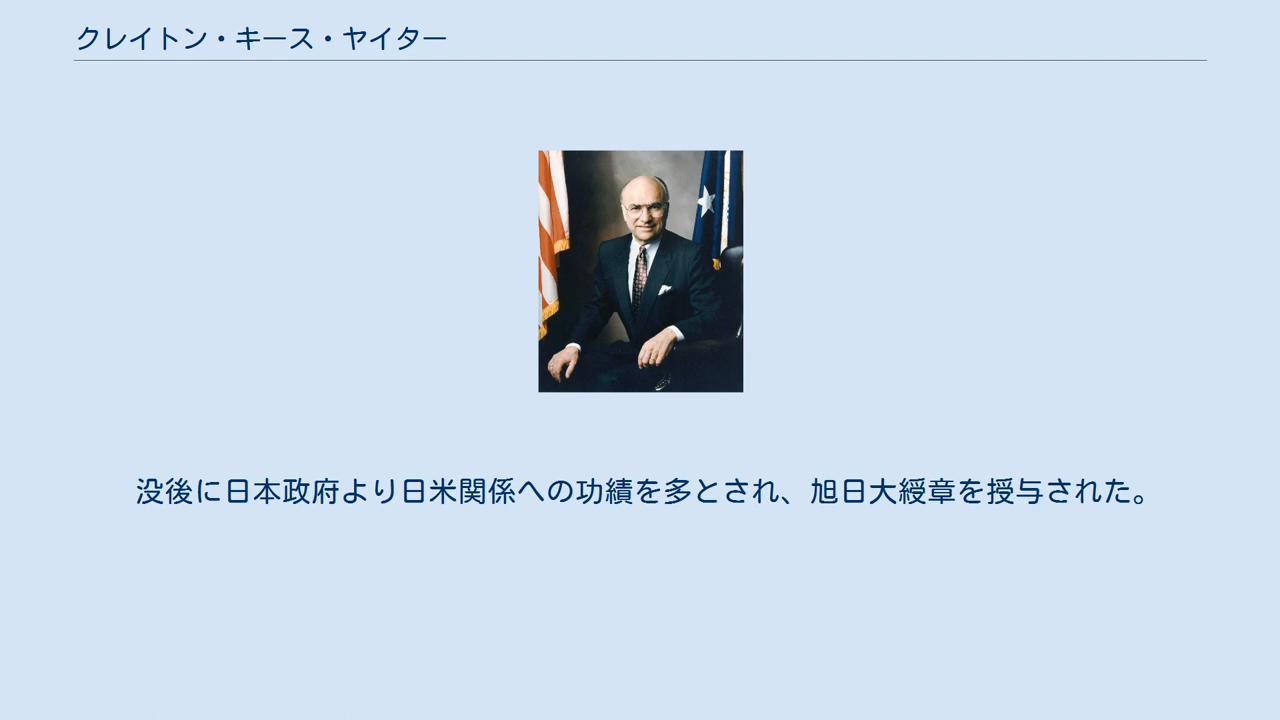 クレイトン・キース・ヤイター
没後に日本政府より日米関係への功績を多とされ、旭日大綬章を授与された。